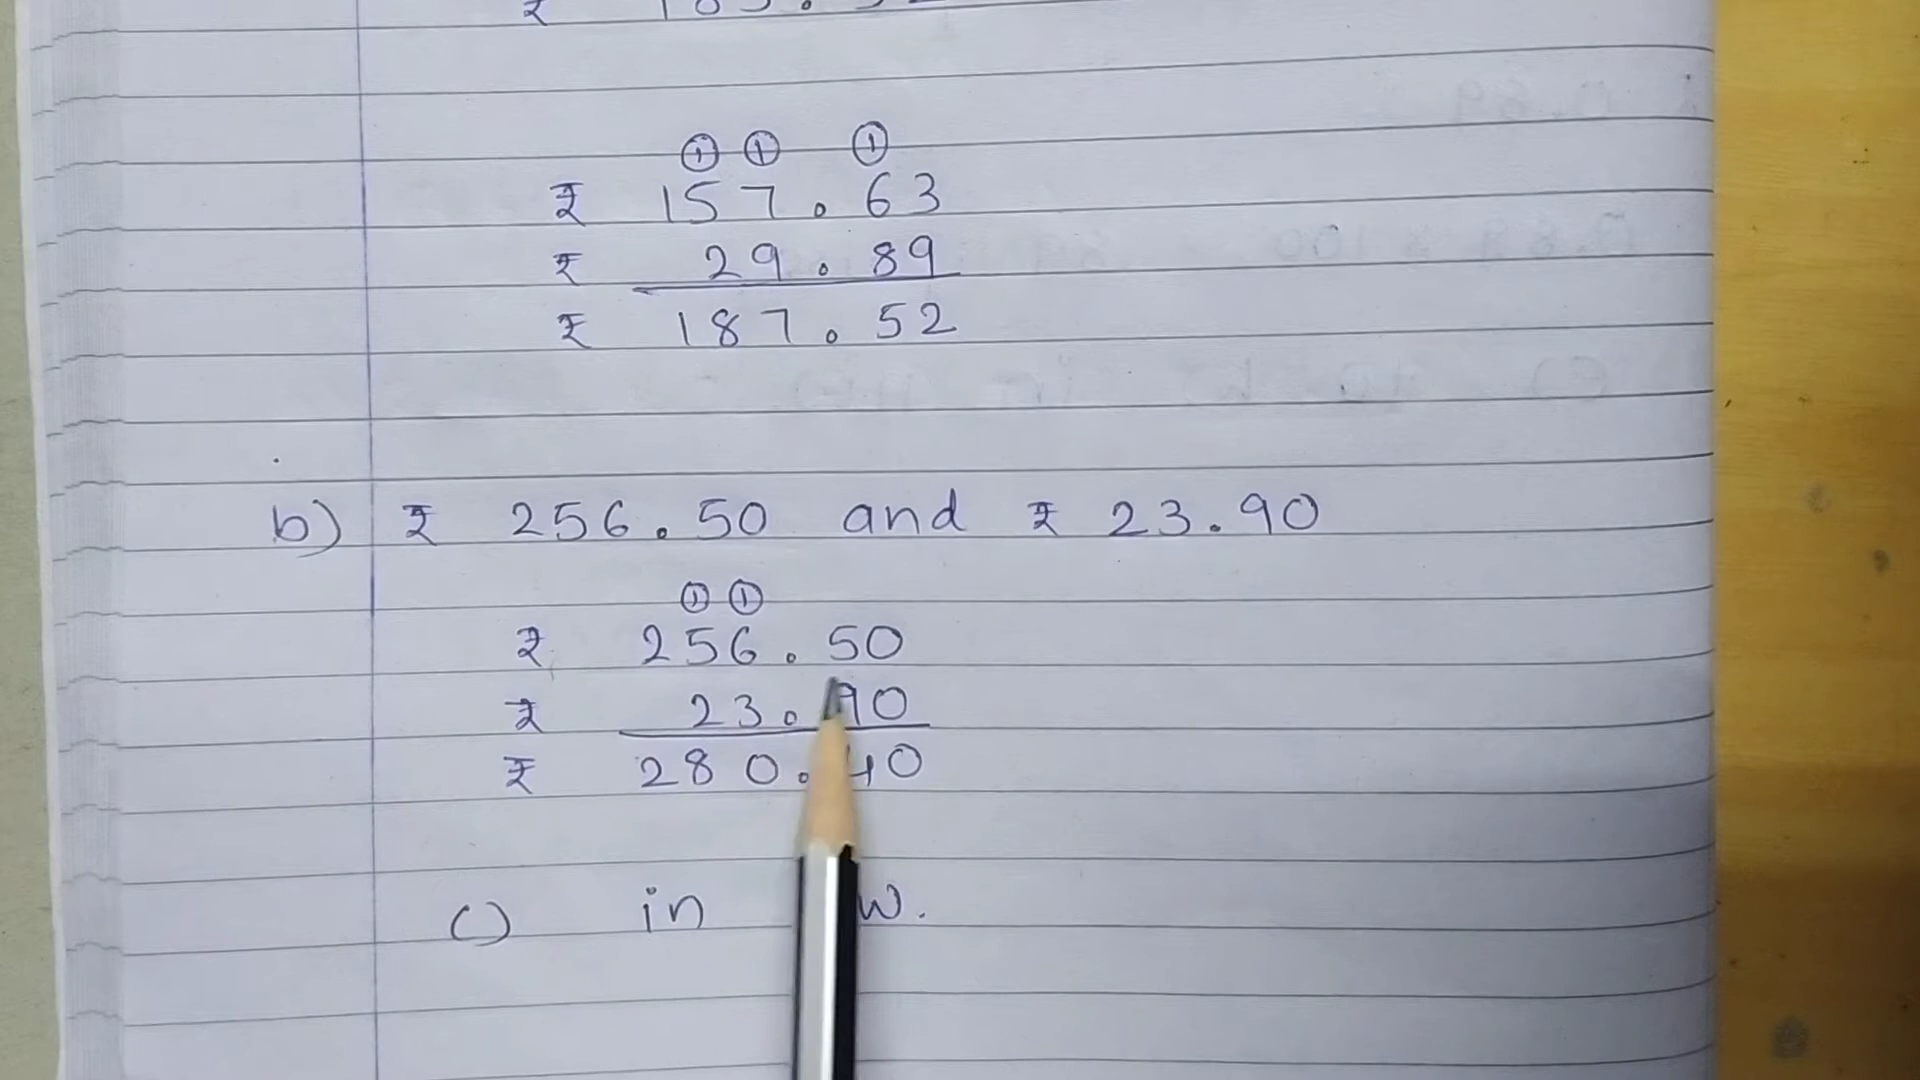 ① ① ①
₹ 157.63
₹ 29.89
₹ 187.52
b) ₹ 256.50 and ₹ 23.90
① ①
₹ 256.50
₹ 23.90
₹ 280.40
c) in